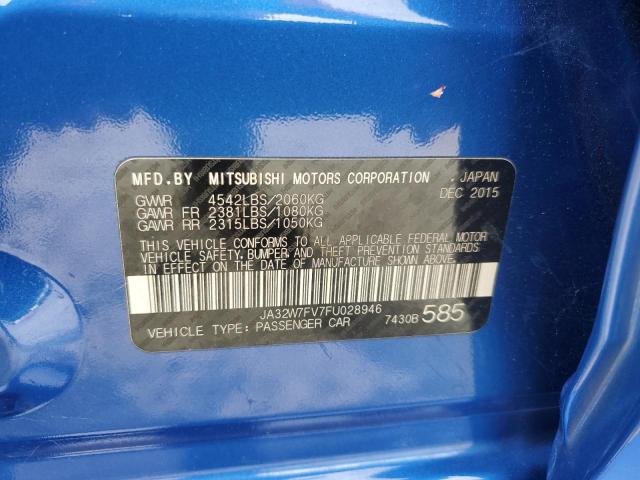 MFD.BY MITSUBISHI MOTORS CORPORATION . JAPAN
DEC 2015
GVWR 4542LBS/2060KG
GAWR FR 2381LBS/1080KG
GAWR RR 2315LBS/1050KG
THIS VEHICLE CONFORMS TO ALL APPLICABLE FEDERAL MOTOR
VEHICLE SAFETY, BUMPER, AND THEFT PREVENTION STANDARDS
IN EFFECT ON THE DATE OF MANUFACTURE SHOWN ABOVE.
JA32W7FV7FU028946
VEHICLE TYPE: PASSENGER CAR 7430B 585